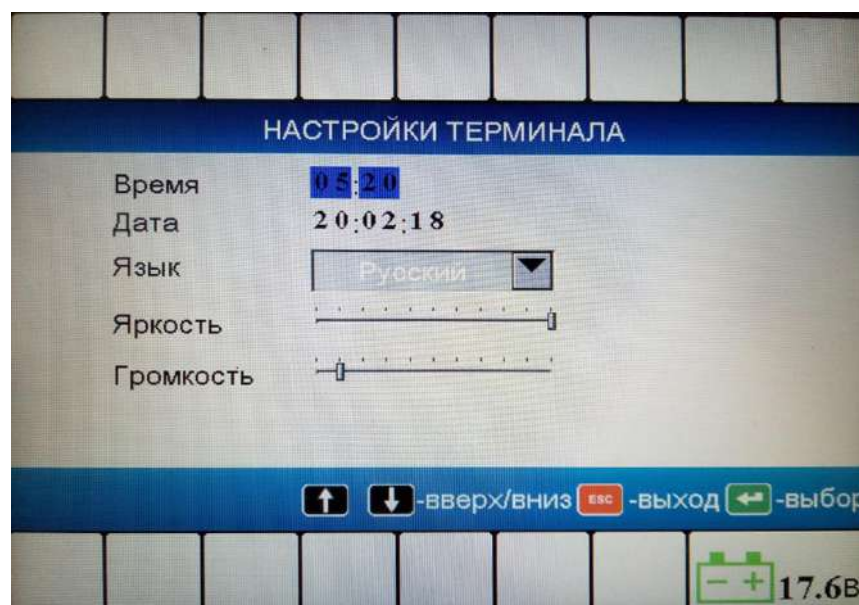 НАСТРОЙКИ ТЕРМИНАЛА
Время 05:20
Дата 20:02:18
Язык Русский
Яркость
Громкость
-вверх/вниз ESC -выход -выбор
17.6В